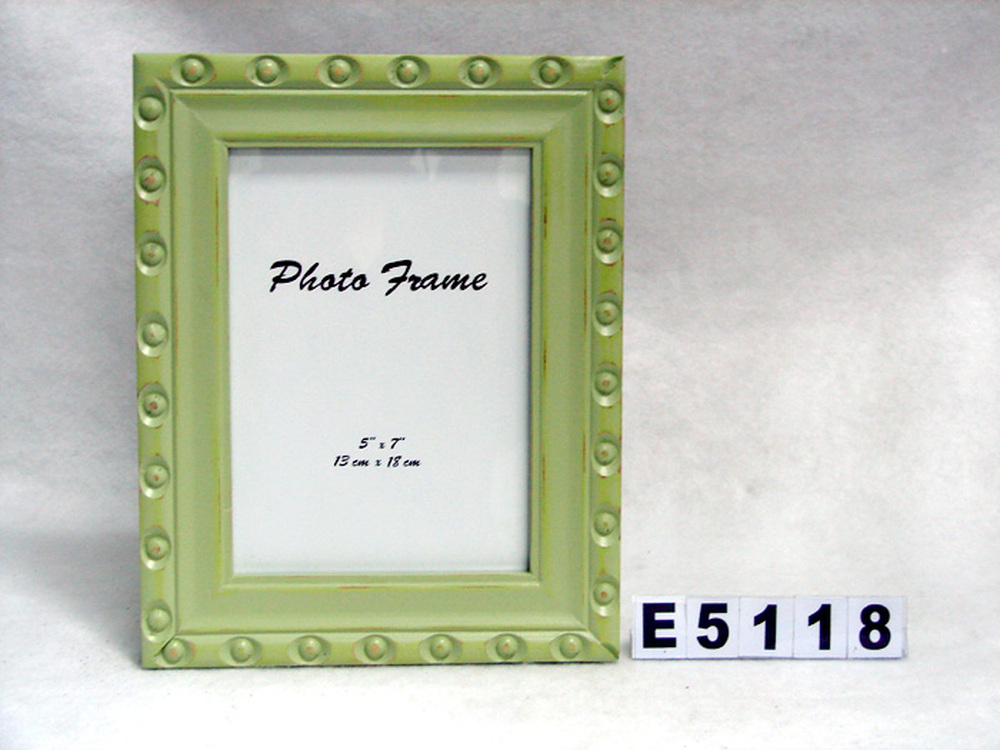 Photo Frame
5" x 7"
13 cm x 18 cm
E5118